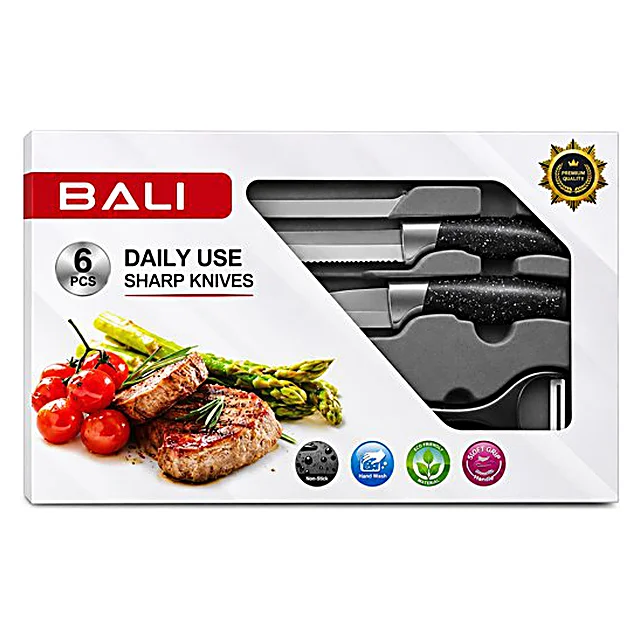 BALI
PREMIUM
QUALITY
6
PCS
DAILY USE
SHARP KNIVES
Non-Stick
Hand Wash
ECO FRIENDLY
MATERIAL
SOFT GRIP
Handle